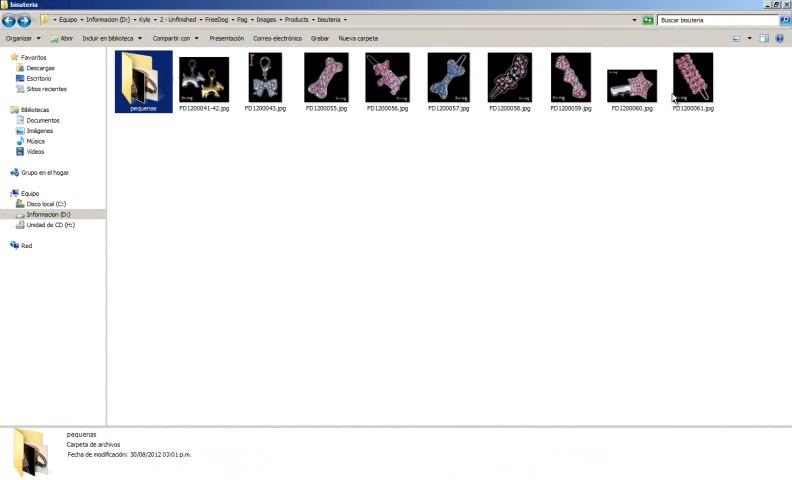 bisuteria
Equipo Informacion (D:) Kyle 2 - Unfinished FreeDog Pag Images Products bisuteria
Buscar bisuteria
Organizar Abrir Incluir en biblioteca Compartir con Presentación Correo electrónico Grabar Nueva carpeta
Favoritos
Descargas
Escritorio
Sitios recientes
Bibliotecas
Documentos
Imágenes
Música
Vídeos
Grupo en el hogar
Equipo
Disco local (C:)
Informacion (D:)
Unidad de CD (H:)
Red
pequenas
FD1200041-42.jpg
FD1200043.jpg
FD1200055.jpg
FD1200056.jpg
FD1200057.jpg
FD1200058.jpg
FD1200059.jpg
FD1200060.jpg
FD1200061.jpg
pequenas
Carpeta de archivos
Fecha de modificación: 30/08/2012 03:01 p.m.